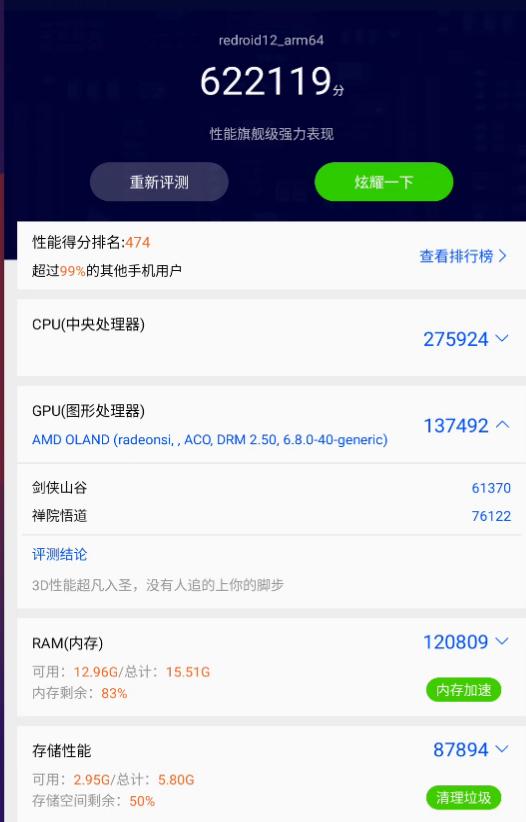 redroid12_arm64
622119分
性能旗舰级强力表现
重新评测
炫耀一下
性能得分排名:474
超过99%的其他手机用户
查看排行榜
CPU(中央处理器)
275924
GPU(图形处理器)
AMD OLAND (radeonsi, , ACO, DRM 2.50, 6.8.0-40-generic)
137492
剑侠山谷
61370
禅院悟道
76122
评测结论
3D性能超凡入圣，没有人追的上你的脚步
RAM(内存)
120809
可用：12.96G/总计：15.51G
内存剩余：83%
内存加速
存储性能
87894
可用：2.95G/总计：5.80G
存储空间剩余：50%
清理垃圾